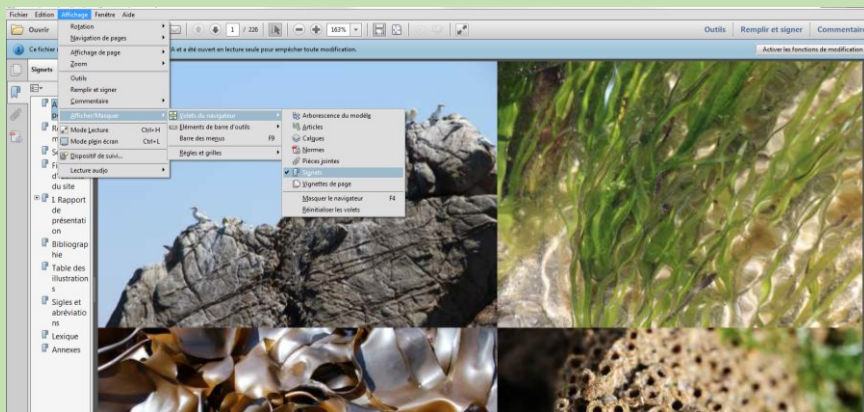 Fichier Edition Affichage Fenêtre Aide
Ouvrir
1 / 226
163%
Outils
Remplir et signer
Commentaire
Ce fichier
A et a été ouvert en lecture seule pour empêcher toute modification.
Activer les fonctions de modification
Rotation
Navigation de pages
Affichage de page
Zoom
Outils
Remplir et signer
Commentaire
Afficher/Masquer
Mode Lecture Ctrl+H
Mode plein écran Ctrl+L
Dispositif de suivi...
Lecture audio
Volets du navigateur
Eléments de barre d'outils
Barre des menus F9
Règles et grilles
Arborescence du modèle
Articles
Calques
Normes
Pièces jointes
Signets
Vignettes de page
Masquer le navigateur F4
Réinitialiser les volets
Signets
du site
I. Rapport
de
présentati
on
Bibliograp
hie
Table des
illustration
s
Sigles et
abréviatio
ns
Lexique
Annexes